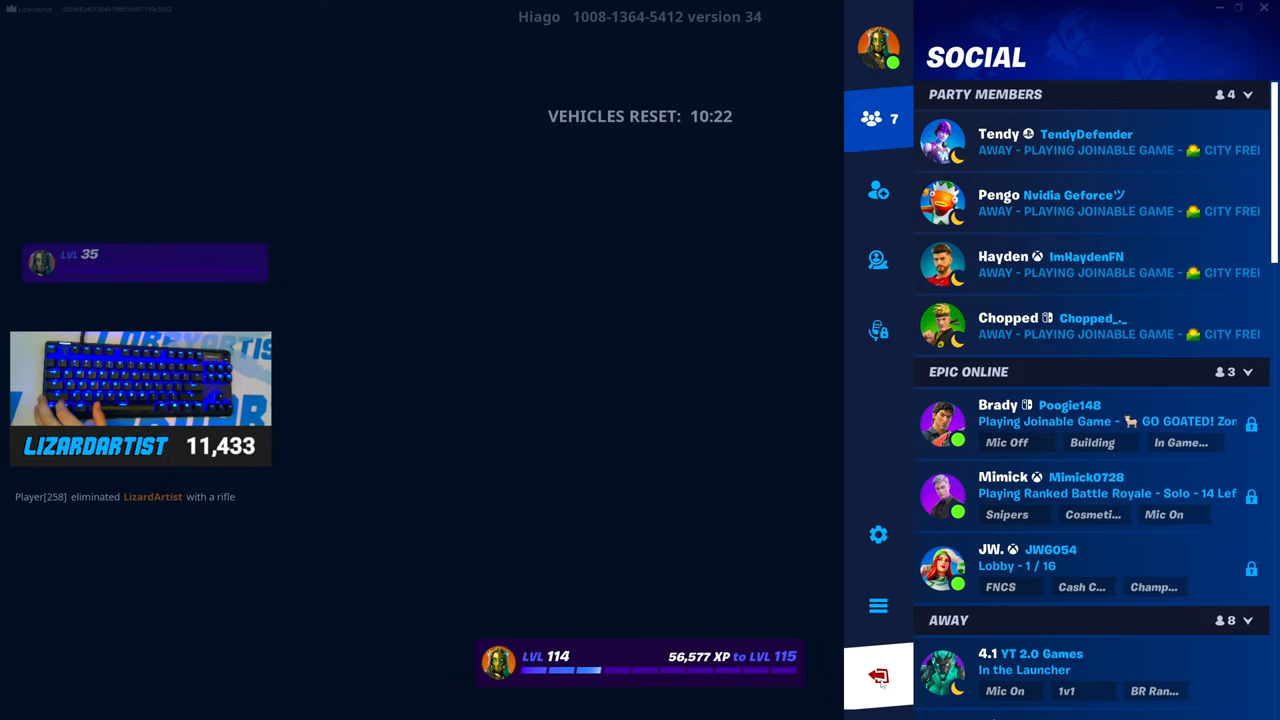 LizardArtist
Hiago 1008-1364-5412 version 34
VEHICLES RESET: 10:22
LVL 35
LIZARDARTIST 11,433
Player[258] eliminated LizardArtist with a rifle
LVL 114 56,577 XP to LVL 115
7
SOCIAL
PARTY MEMBERS 4
Tendy TendyDefender
AWAY - PLAYING JOINABLE GAME - CITY FREI
Pengo Nvidia Geforceツ
AWAY - PLAYING JOINABLE GAME - CITY FREI
Hayden ImHaydenFN
AWAY - PLAYING JOINABLE GAME - CITY FREI
Chopped Chopped_._
AWAY - PLAYING JOINABLE GAME - CITY FREI
EPIC ONLINE 3
Brady Poogie148
Playing Joinable Game - 🐐 GO GOATED! Zor
Mic Off Building In Game...
Mimick Mimick0728
Playing Ranked Battle Royale - Solo - 14 Lef
Snipers Cosmeti... Mic On
JW. JWG054
Lobby - 1 / 16
FNCS Cash C... Champ...
AWAY 8
4.1 YT 2.0 Games
In the Launcher
Mic On 1v1 BR Ran...